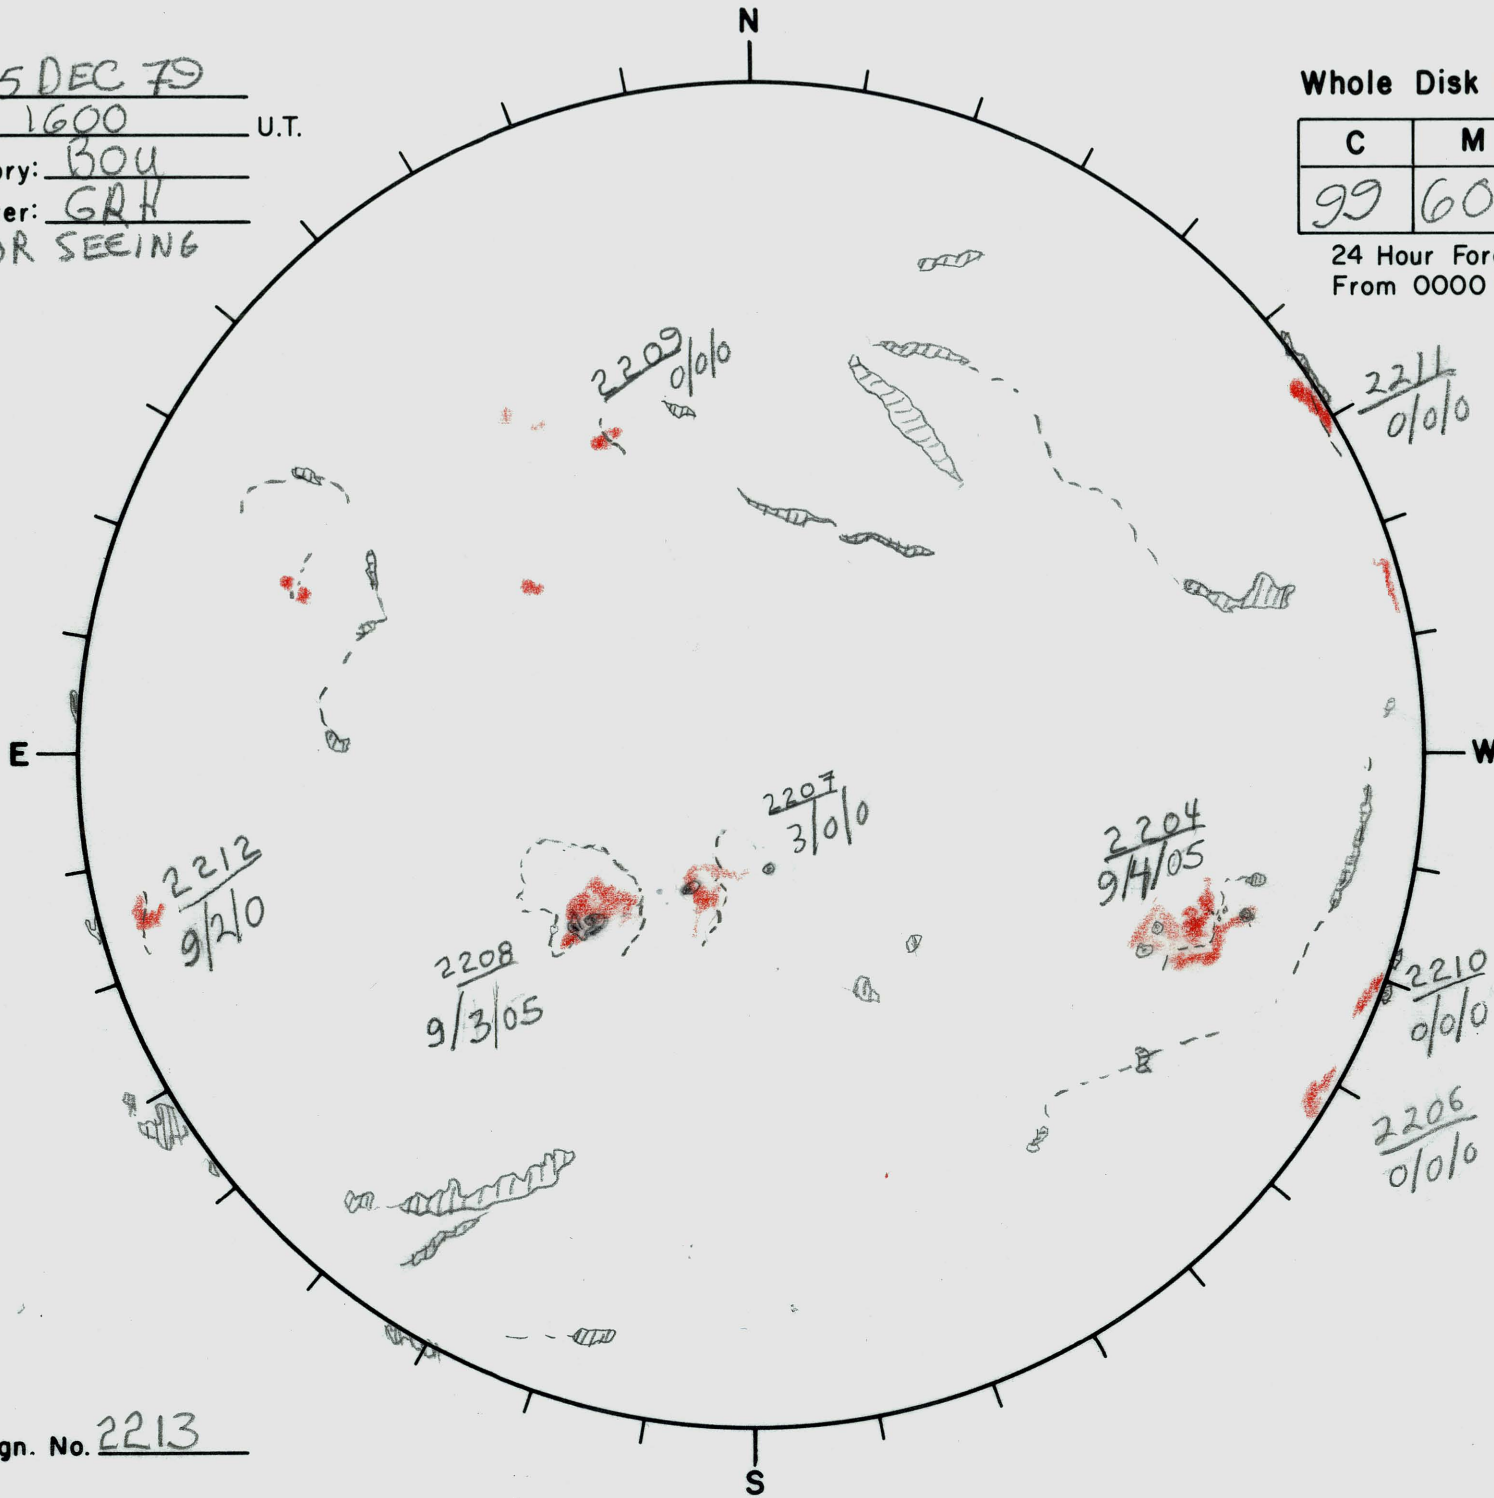 N
5 DEC 79
1600 U.T.
ory: BOU
er: GRH
OR SEEING
Whole Disk
C M
99 60
24 Hour For
From 0000
2209
0/0/0
2211
0/0/0
E
W
2207
3/0/0
2204
9/4/05
2212
9/2/0
2208
9/3/05
2210
0/0/0
2206
0/0/0
gn. No. 2213
S